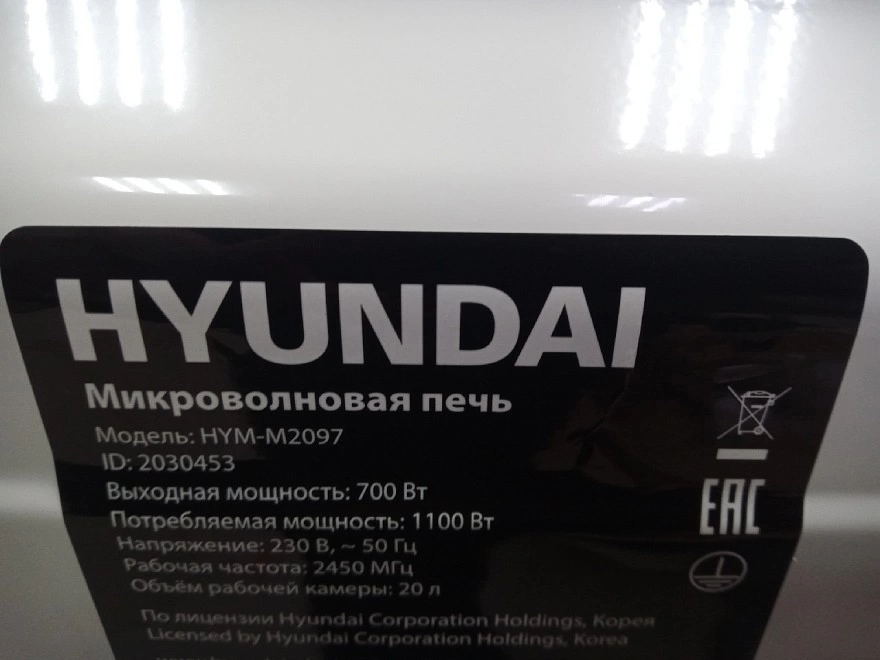 HYUNDAI
Микроволновая печь
Модель: HYM-M2097
ID: 2030453
Выходная мощность: 700 Вт
Потребляемая мощность: 1100 Вт
Напряжение: 230 В, ~ 50 Гц
Рабочая частота: 2450 МГц
Объём рабочей камеры: 20 л
EAC
По лицензии Hyundai Corporation Holdings, Корея
Licensed by Hyundai Corporation Holdings, Korea